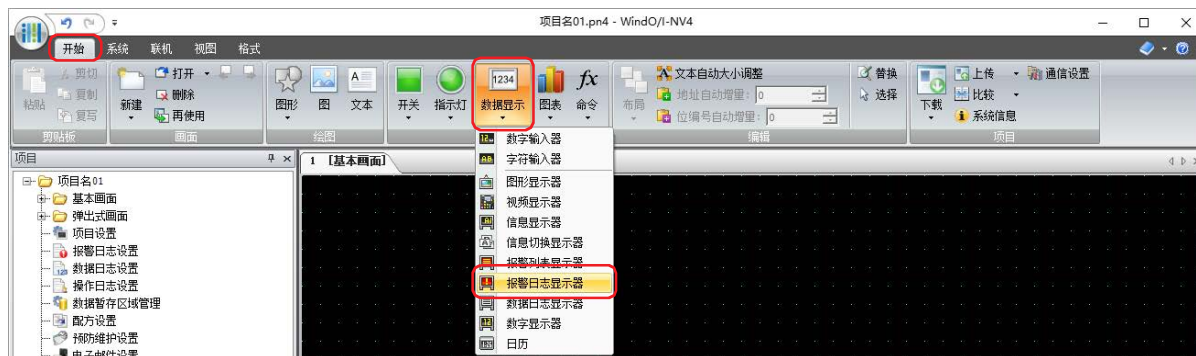 项目名01.pn4 - WindO/I-NV4
开始 系统 联机 视图 格式
粘贴 剪切 复制 复写
新建 打开 删除 再使用
图形 图 文本
开关 指示灯 数据显示 图表 fx 命令
1234
布局 文本自动大小调整 地址自动增量: 0 位编号自动增量: 0
替换 选择
下载 上传 比较 系统信息 通信设置
剪贴板 画面 绘图 编辑 项目
项目
1 [基本画面]
项目名01
基本画面
弹出式画面
项目设置
报警日志设置
数据日志设置
操作日志设置
数据暂存区域管理
配方设置
预防维护设置
电子邮件设置
数字输入器
字符输入器
图形显示器
视频显示器
信息显示器
信息切换显示器
报警列表显示器
报警日志显示器
数据日志显示器
数字显示器
日历